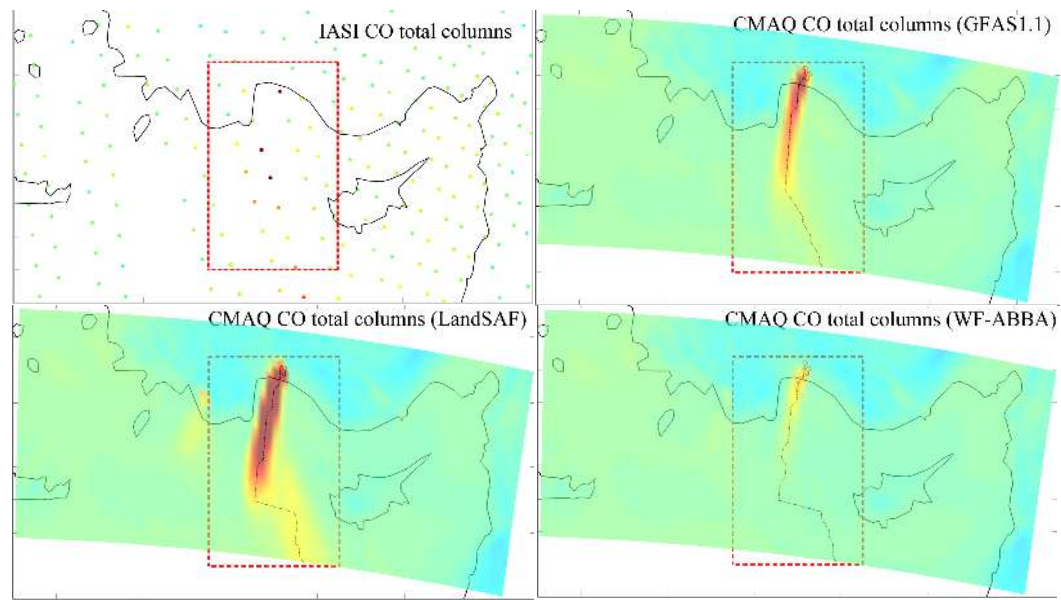 IASI CO total columns
CMAQ CO total columns (GFAS1.1)
CMAQ CO total columns (LandSAF)
CMAQ CO total columns (WF-ABBA)